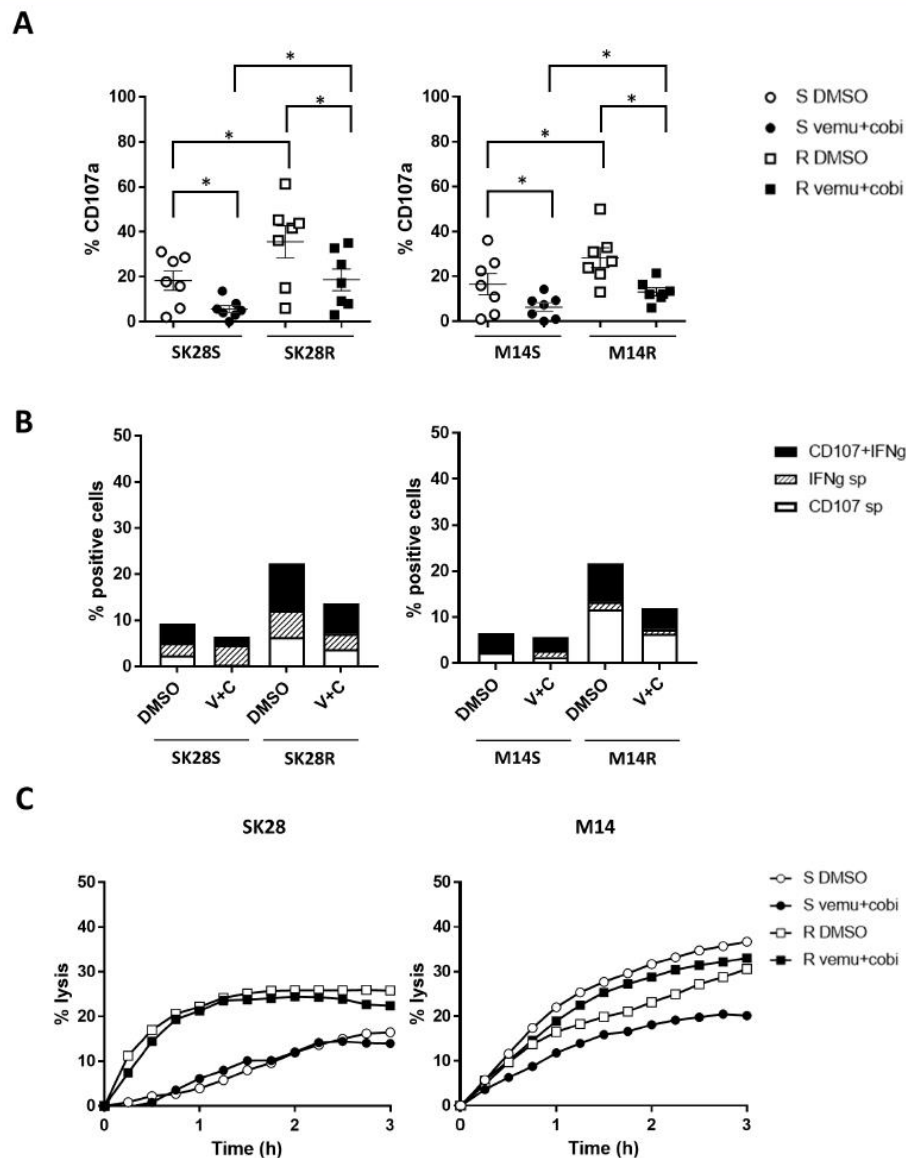 A
* *
* * * *
* *
100 100
80 80
60 60
40 40
20 20
0 0
% CD107a % CD107a
SK28S SK28R M14S M14R
S DMSO
S vemu+cobi
R DMSO
R vemu+cobi
B
50 50
40 40
30 30
20 20
10 10
0 0
% positive cells % positive cells
DMSO V+C DMSO V+C DMSO V+C DMSO V+C
SK28S SK28R M14S M14R
CD107+IFNg
IFNg sp
CD107 sp
C
SK28 M14
50 50
40 40
30 30
20 20
10 10
0 0
% lysis % lysis
0 1 2 3 0 1 2 3
Time (h) Time (h)
S DMSO
S vemu+cobi
R DMSO
R vemu+cobi